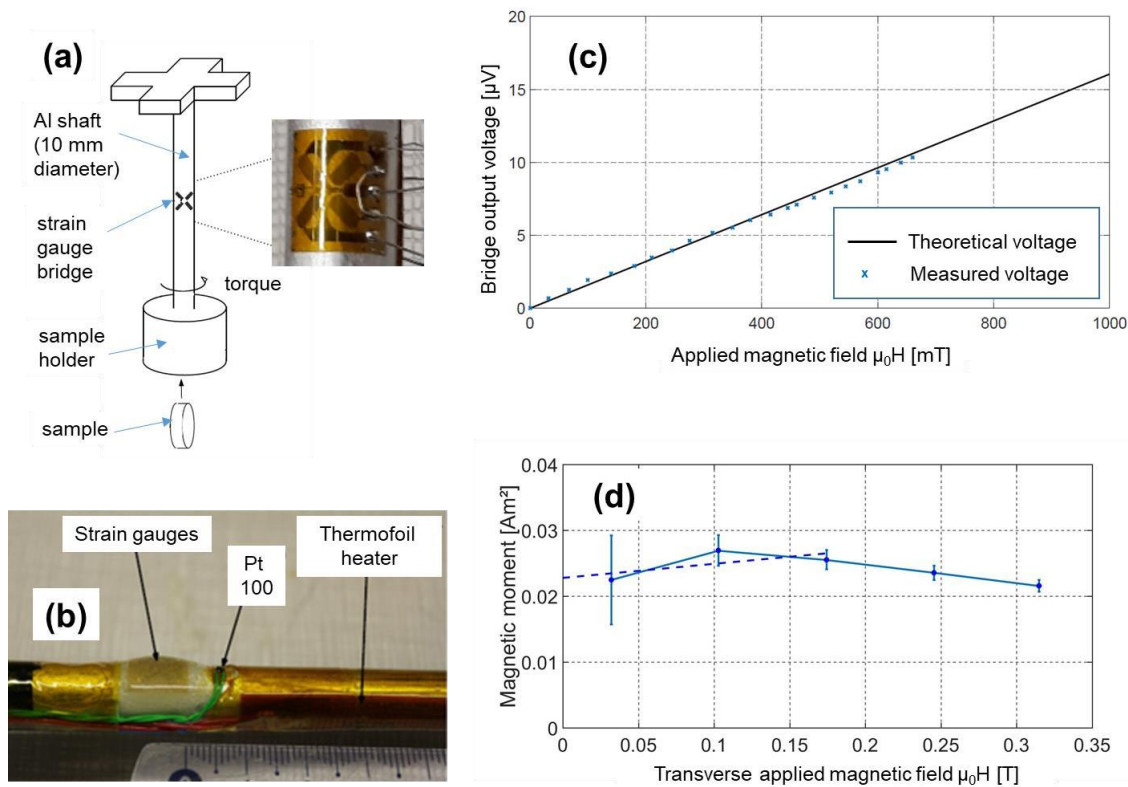 (a)
Al shaft
(10 mm
diameter)
strain
gauge
bridge
torque
sample
holder
sample
(b)
Strain gauges
Pt
100
Thermofoil
heater
0
(c)
Bridge output voltage [µV]
20
15
10
5
0
0 200 400 600 800 1000
Applied magnetic field µ₀H [mT]
Theoretical voltage
Measured voltage
(d)
Magnetic moment [Am²]
0.04
0.03
0.02
0.01
0
0 0.05 0.1 0.15 0.2 0.25 0.3 0.35
Transverse applied magnetic field µ₀H [T]